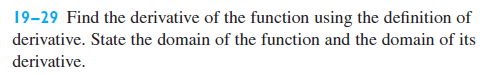 19–29 Find the derivative of the function using the definition of
derivative. State the domain of the function and the domain of its
derivative.